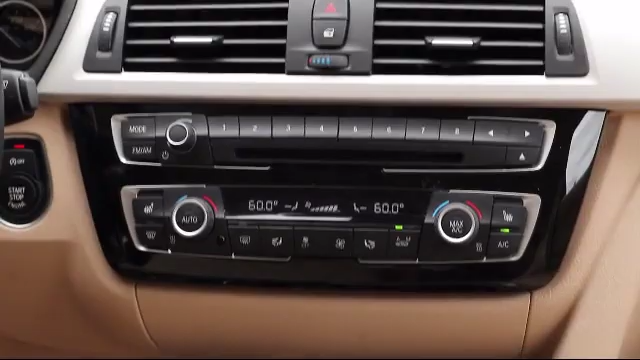 MODE 1 2 3 4 5 6 7 8
FM/AM
START
STOP
AUTO 60.0° 60.0° MAX
A/C
A/C